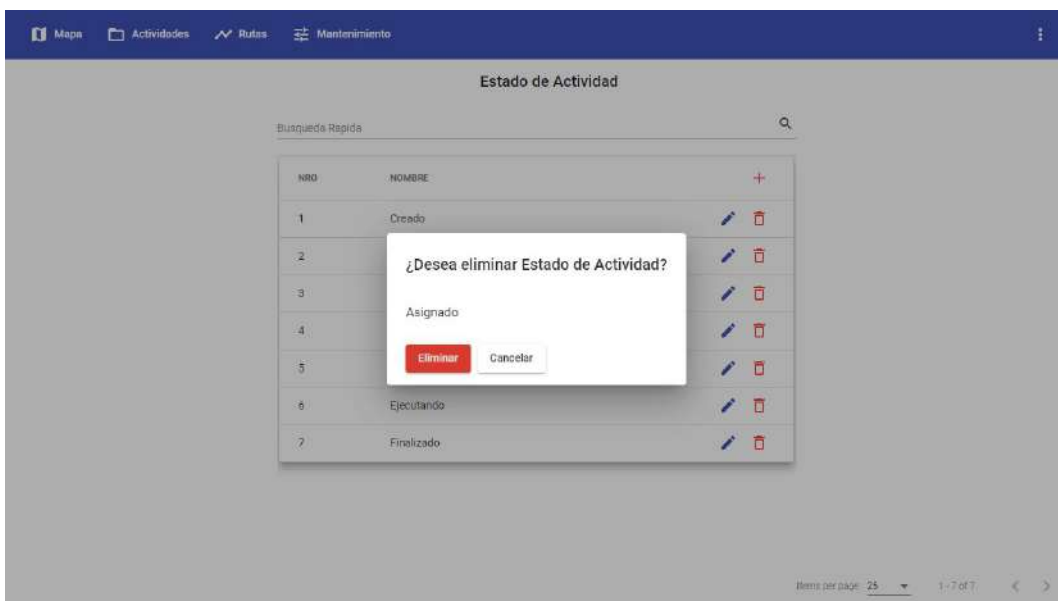 Mapa Actividades Rutas Mantenimiento
Estado de Actividad
Busqueda Rapida
NRO NOMBRE
1 Creado
2
3
4
5
6 Ejecutando
7 Finalizado
¿Desea eliminar Estado de Actividad?
Asignado
Eliminar Cancelar
Items per page 25 1 - 7 of 7